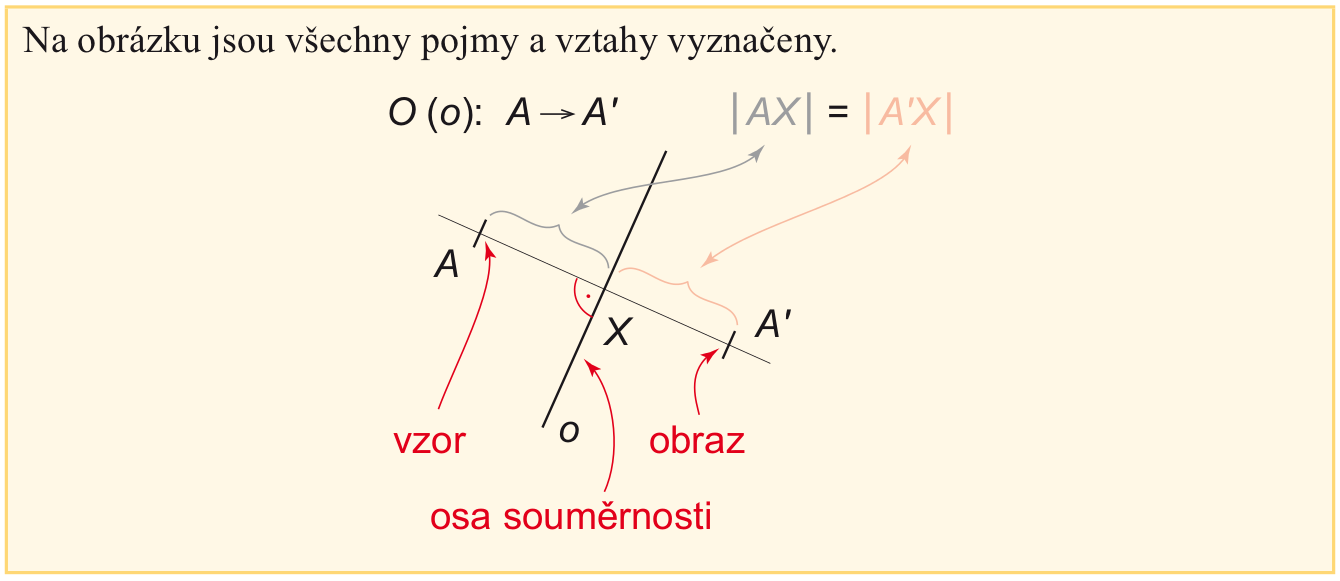 Na obrázku jsou všechny pojmy a vztahy vyznačeny.
O (o): A → A' |AX| = |A'X|
A
X
A'
o
vzor
obraz
osa souměrnosti